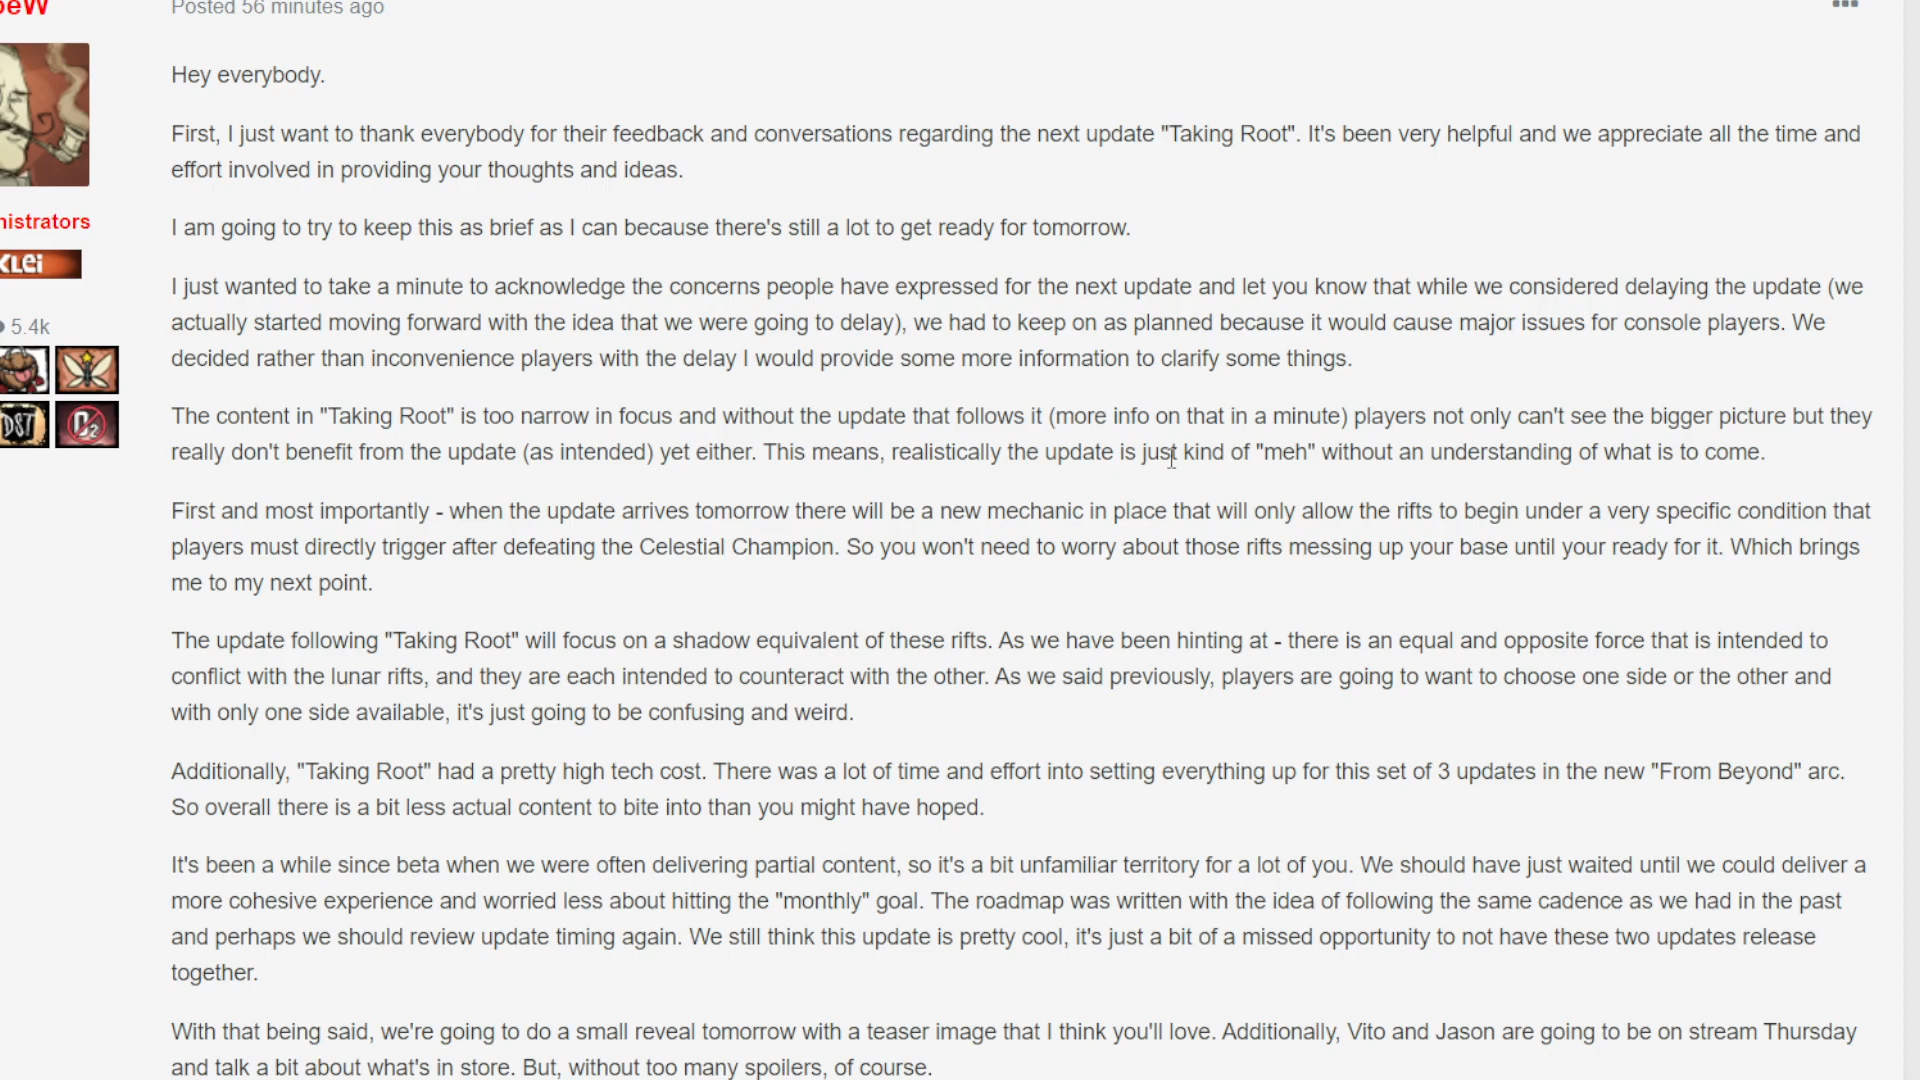 oeW
Posted 56 minutes ago
Hey everybody.
First, I just want to thank everybody for their feedback and conversations regarding the next update "Taking Root". It's been very helpful and we appreciate all the time and
effort involved in providing your thoughts and ideas.
nistrators
I am going to try to keep this as brief as I can because there's still a lot to get ready for tomorrow.
KLei
I just wanted to take a minute to acknowledge the concerns people have expressed for the next update and let you know that while we considered delaying the update (we
5.4k
actually started moving forward with the idea that we were going to delay), we had to keep on as planned because it would cause major issues for console players. We
decided rather than inconvenience players with the delay I would provide some more information to clarify some things.
DST
The content in "Taking Root" is too narrow in focus and without the update that follows it (more info on that in a minute) players not only can't see the bigger picture but they
really don't benefit from the update (as intended) yet either. This means, realistically the update is just kind of "meh" without an understanding of what is to come.
First and most importantly - when the update arrives tomorrow there will be a new mechanic in place that will only allow the rifts to begin under a very specific condition that
players must directly trigger after defeating the Celestial Champion. So you won't need to worry about those rifts messing up your base until your ready for it. Which brings
me to my next point.
The update following "Taking Root" will focus on a shadow equivalent of these rifts. As we have been hinting at - there is an equal and opposite force that is intended to
conflict with the lunar rifts, and they are each intended to counteract with the other. As we said previously, players are going to want to choose one side or the other and
with only one side available, it's just going to be confusing and weird.
Additionally, "Taking Root" had a pretty high tech cost. There was a lot of time and effort into setting everything up for this set of 3 updates in the new "From Beyond" arc.
So overall there is a bit less actual content to bite into than you might have hoped.
It's been a while since beta when we were often delivering partial content, so it's a bit unfamiliar territory for a lot of you. We should have just waited until we could deliver a
more cohesive experience and worried less about hitting the "monthly" goal. The roadmap was written with the idea of following the same cadence as we had in the past
and perhaps we should review update timing again. We still think this update is pretty cool, it's just a bit of a missed opportunity to not have these two updates release
together.
With that being said, we're going to do a small reveal tomorrow with a teaser image that I think you'll love. Additionally, Vito and Jason are going to be on stream Thursday
and talk a bit about what's in store. But, without too many spoilers, of course.